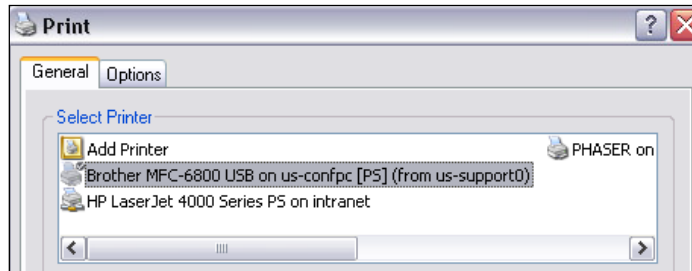 Print
General Options
Select Printer
Add Printer PHASER on
Brother MFC-6800 USB on us-confpc [PS] (from us-support0)
HP LaserJet 4000 Series PS on intranet